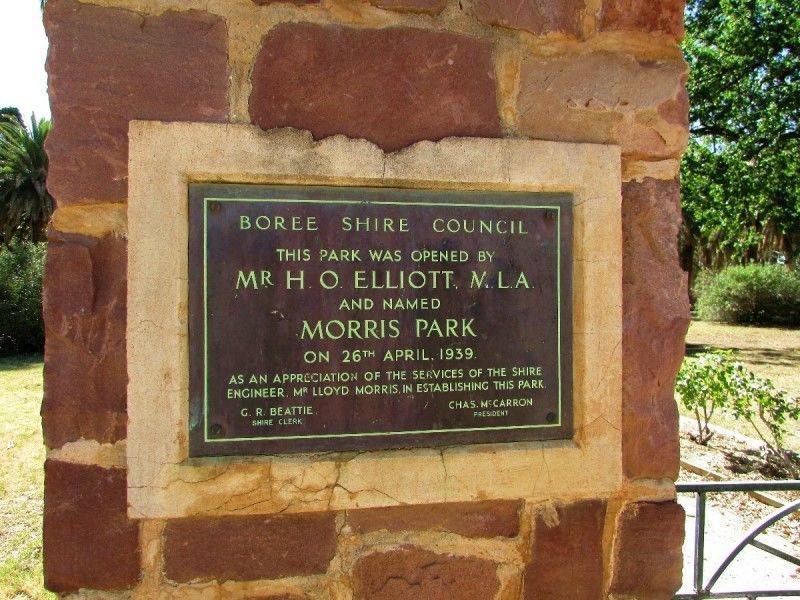 BOREE SHIRE COUNCIL
THIS PARK WAS OPENED BY
MR H. O. ELLIOTT, M.L.A.
AND NAMED
MORRIS PARK
ON 26TH APRIL, 1939.
AS AN APPRECIATION OF THE SERVICES OF THE SHIRE
ENGINEER, MR LLOYD MORRIS, IN ESTABLISHING THIS PARK.
G. R. BEATTIE, CHAS. MCCARRON
SHIRE CLERK PRESIDENT